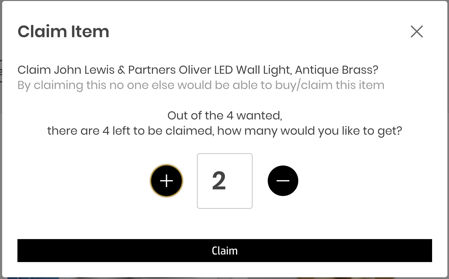 Claim Item
Claim John Lewis & Partners Oliver LED Wall Light, Antique Brass?
By claiming this no one else would be able to buy/claim this item
Out of the 4 wanted,
there are 4 left to be claimed, how many would you like to get?
2
Claim